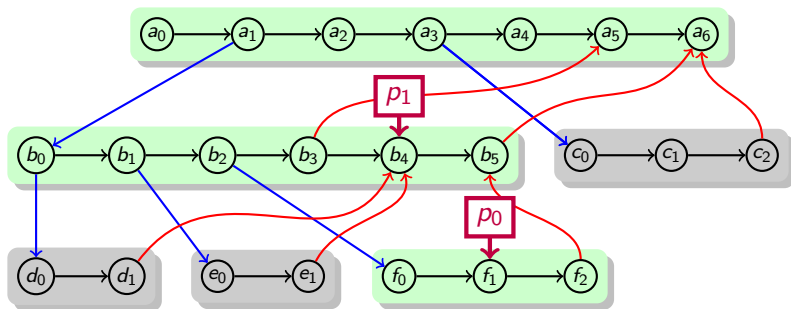 a₀ a₁ a₂ a₃ a₄ a₅ a₆
p₁
b₀ b₁ b₂ b₃ b₄ b₅ c₀ c₁ c₂
p₀
d₀ d₁ e₀ e₁ f₀ f₁ f₂